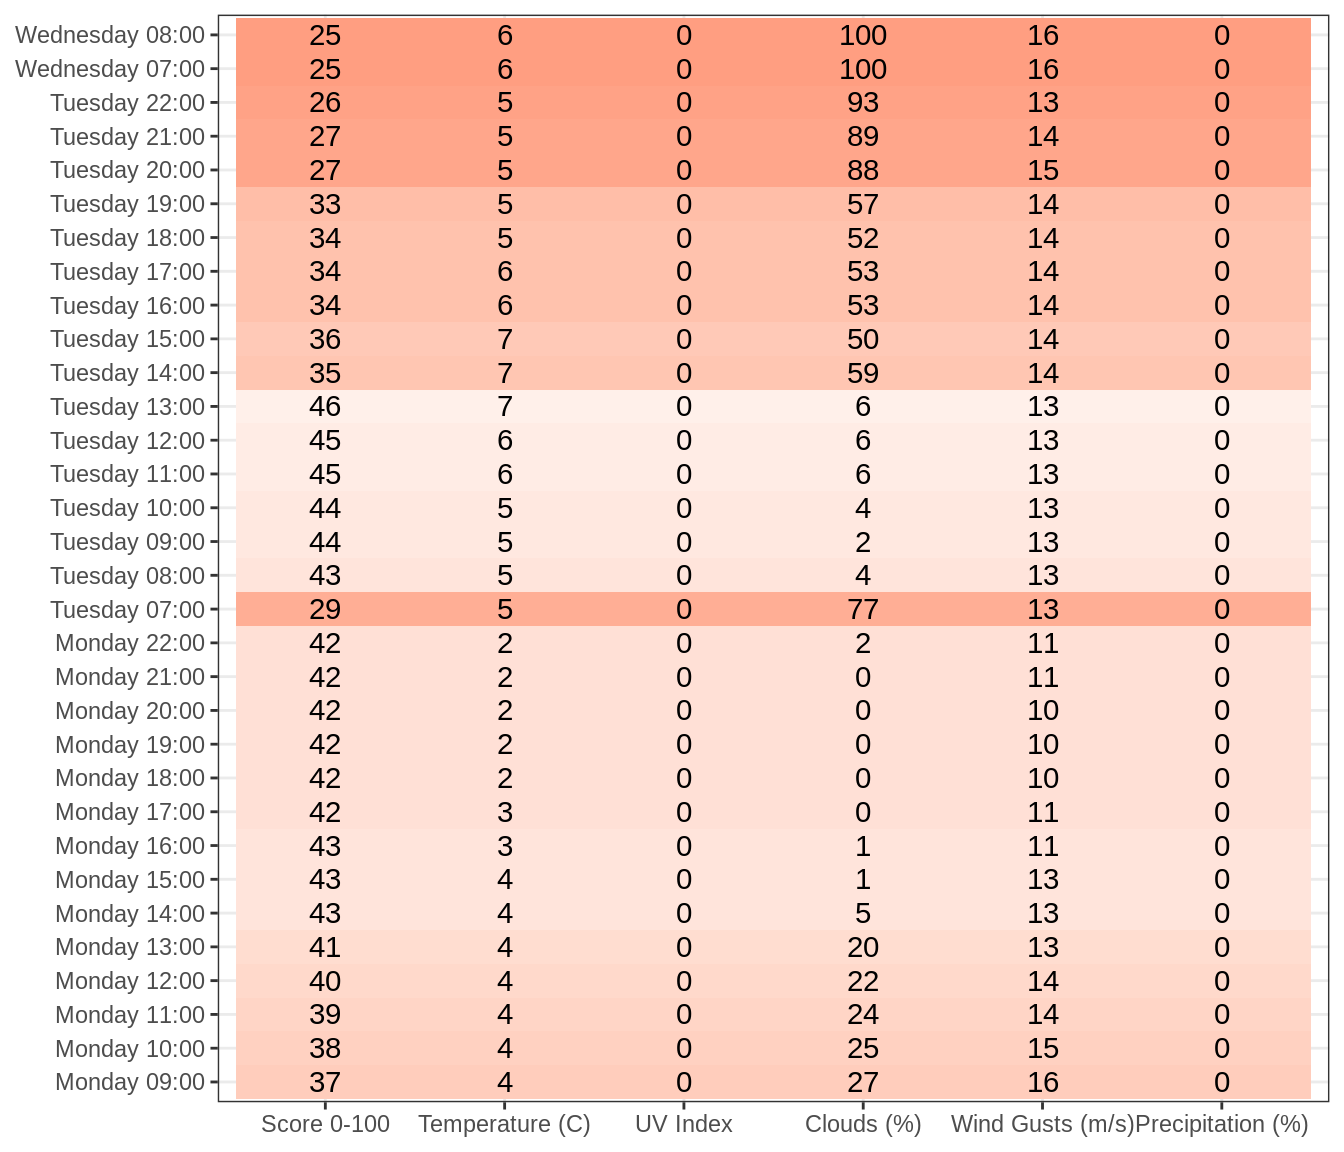 Wednesday 08:00 25 6 0 100 16 0
Wednesday 07:00 25 6 0 100 16 0
Tuesday 22:00 26 5 0 93 13 0
Tuesday 21:00 27 5 0 89 14 0
Tuesday 20:00 27 5 0 88 15 0
Tuesday 19:00 33 5 0 57 14 0
Tuesday 18:00 34 5 0 52 14 0
Tuesday 17:00 34 6 0 53 14 0
Tuesday 16:00 34 6 0 53 14 0
Tuesday 15:00 36 7 0 50 14 0
Tuesday 14:00 35 7 0 59 14 0
Tuesday 13:00 46 7 0 6 13 0
Tuesday 12:00 45 6 0 6 13 0
Tuesday 11:00 45 6 0 6 13 0
Tuesday 10:00 44 5 0 4 13 0
Tuesday 09:00 44 5 0 2 13 0
Tuesday 08:00 43 5 0 4 13 0
Tuesday 07:00 29 5 0 77 13 0
Monday 22:00 42 2 0 2 11 0
Monday 21:00 42 2 0 0 11 0
Monday 20:00 42 2 0 0 10 0
Monday 19:00 42 2 0 0 10 0
Monday 18:00 42 2 0 0 10 0
Monday 17:00 42 3 0 0 11 0
Monday 16:00 43 3 0 1 11 0
Monday 15:00 43 4 0 1 13 0
Monday 14:00 43 4 0 5 13 0
Monday 13:00 41 4 0 20 13 0
Monday 12:00 40 4 0 22 14 0
Monday 11:00 39 4 0 24 14 0
Monday 10:00 38 4 0 25 15 0
Monday 09:00 37 4 0 27 16 0
Score 0-100 Temperature (C) UV Index Clouds (%) Wind Gusts (m/s) Precipitation (%)